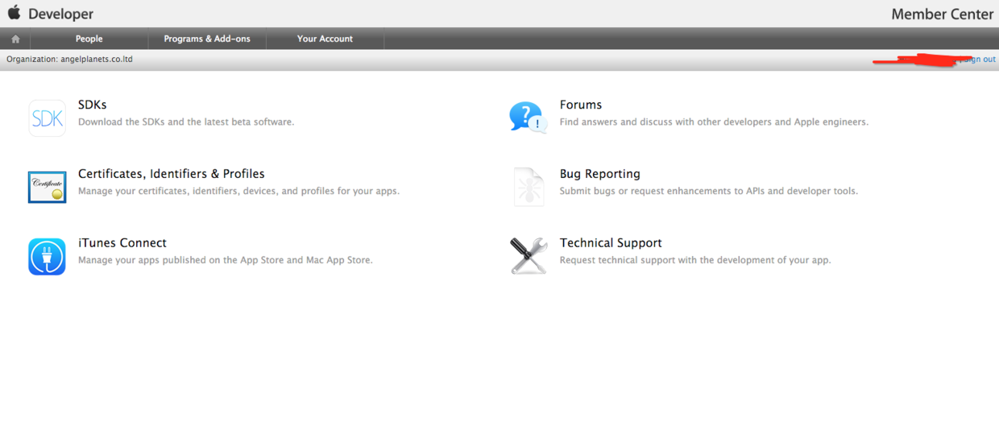 Developer
Member Center
People
Programs & Add-ons
Your Account
Organization: angelplanets.co.ltd
Sign out
SDK
SDKs
Download the SDKs and the latest beta software.
? !
Forums
Find answers and discuss with other developers and Apple engineers.
Certificate
Certificates, Identifiers & Profiles
Manage your certificates, identifiers, devices, and profiles for your apps.
Bug Reporting
Submit bugs or request enhancements to APIs and developer tools.
iTunes Connect
Manage your apps published on the App Store and Mac App Store.
Technical Support
Request technical support with the development of your app.